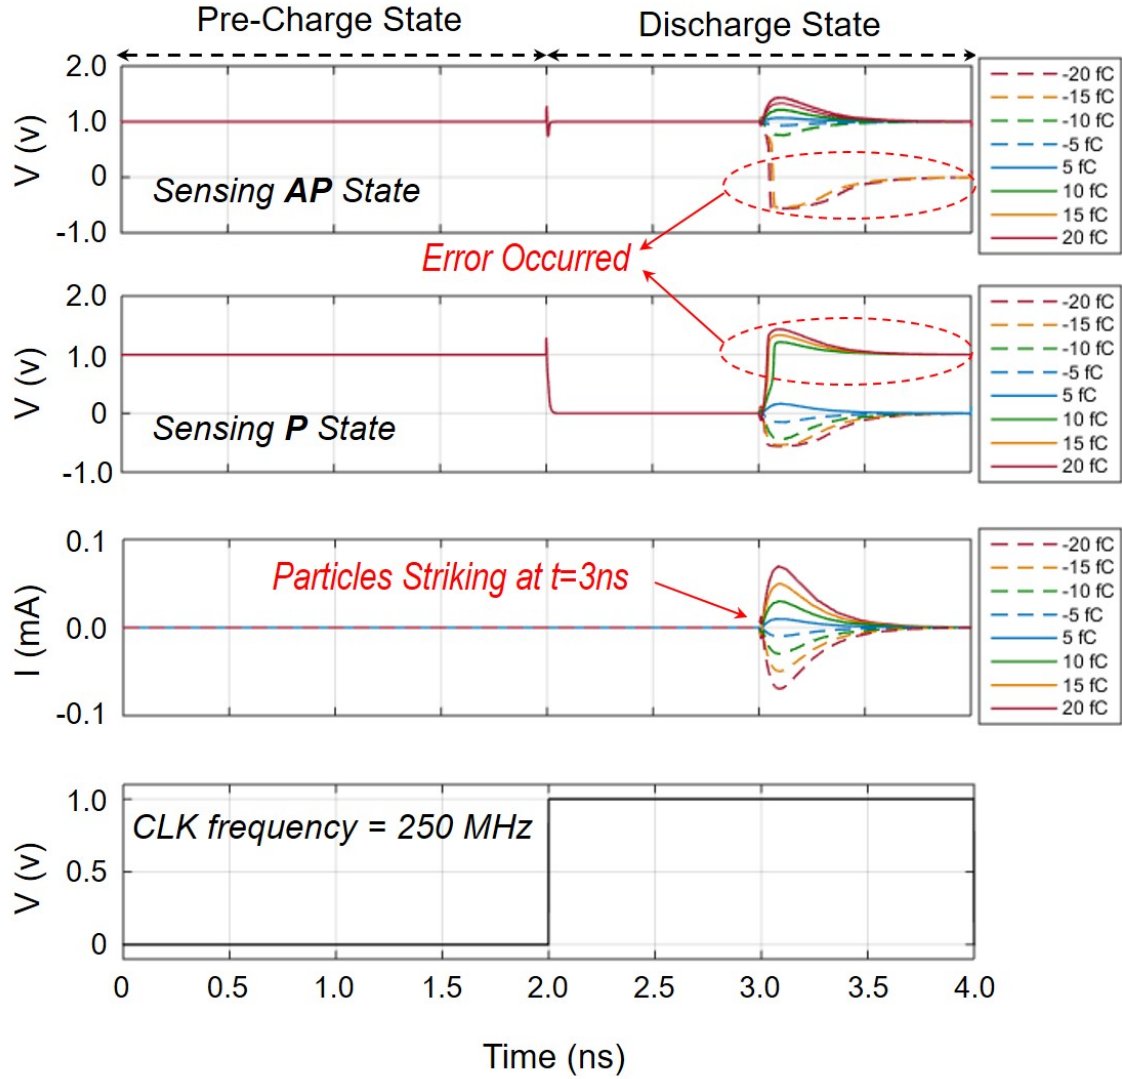 Pre-Charge State
Discharge State
2.0
1.0
0
-1.0
V (v)
Sensing AP State
-20 fC
-15 fC
-10 fC
-5 fC
5 fC
10 fC
15 fC
20 fC
Error Occurred
2.0
1.0
0
-1.0
V (v)
Sensing P State
-20 fC
-15 fC
-10 fC
-5 fC
5 fC
10 fC
15 fC
20 fC
0.1
0.0
-0.1
I (mA)
Particles Striking at t=3ns
-20 fC
-15 fC
-10 fC
-5 fC
5 fC
10 fC
15 fC
20 fC
1.0
0.5
0
V (v)
CLK frequency = 250 MHz
0 0.5 1.0 1.5 2.0 2.5 3.0 3.5 4.0
Time (ns)